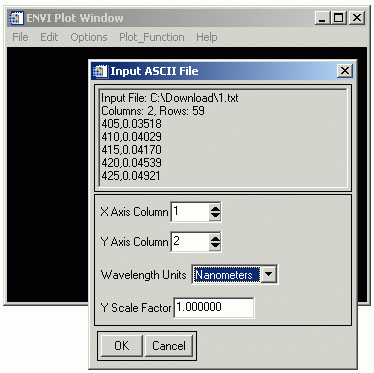 ENVI Plot Window
File Edit Options Plot_Function Help
Input ASCII File
Input File: C:\Download\1.txt
Columns: 2, Rows: 59
405,0.03518
410,0.04029
415,0.04170
420,0.04539
425,0.04921
X Axis Column 1
Y Axis Column 2
Wavelength Units Nanometers
Y Scale Factor 1.000000
OK Cancel